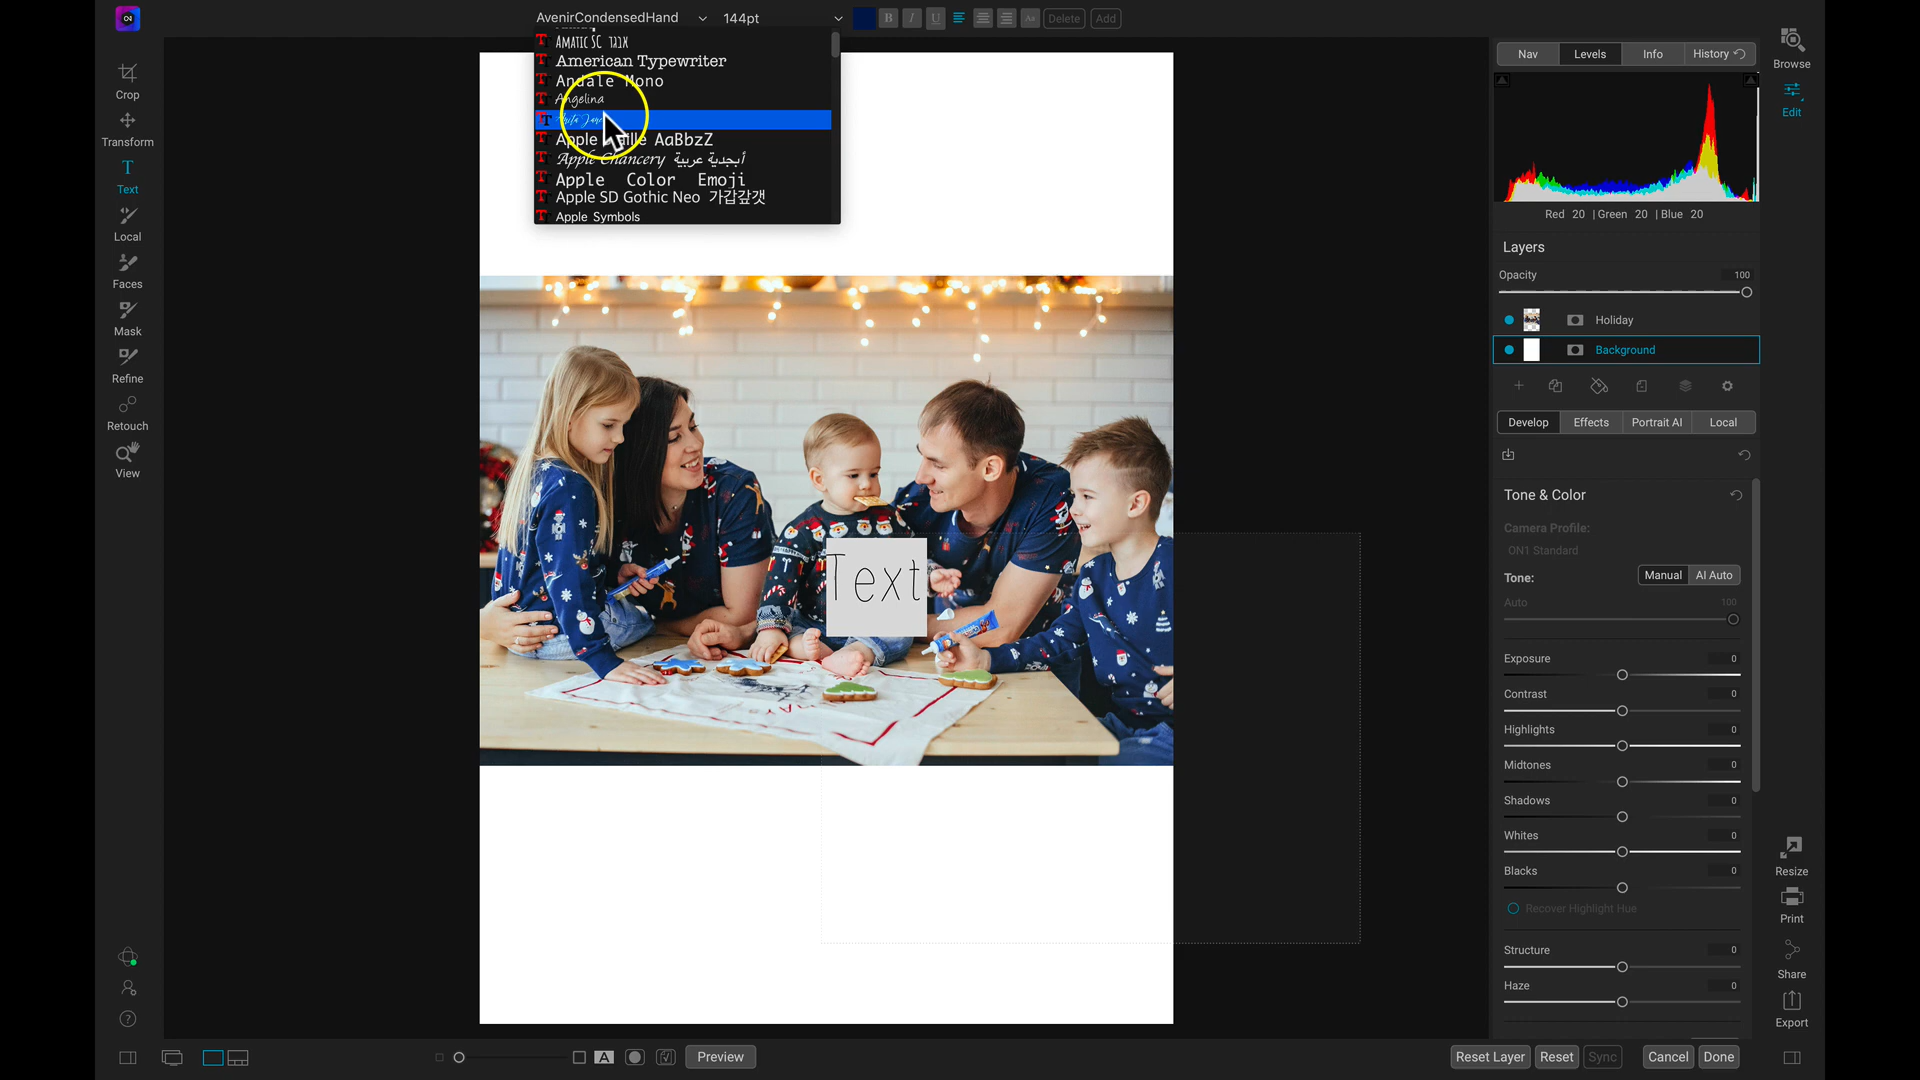 AvenirCondensedHand
144pt
B I U Aa Delete Add
Amatic SC אבגד
American Typewriter
Andale Mono
Angelina
Apple
AaBbzZ
Apple Chancery أبجدية عربية
Apple Color Emoji
Apple SD Gothic Neo 가갑갚갯
Apple Symbols
Crop
Transform
T
Text
Local
Faces
Mask
Refine
Retouch
View
Text
Nav Levels Info History
Red 20 | Green 20 | Blue 20
Layers
Opacity 100
Holiday
Background
Develop Effects Portrait AI Local
Tone & Color
Camera Profile:
ON1 Standard
Tone: Manual AI Auto
Auto 100
Exposure 0
Contrast 0
Highlights 0
Midtones 0
Shadows 0
Whites 0
Blacks 0
Recover Highlight Hue
Structure 0
Haze 0
Browse
Edit
Resize
Print
Share
Export
?
A
Preview
Reset Layer Reset Sync Cancel Done